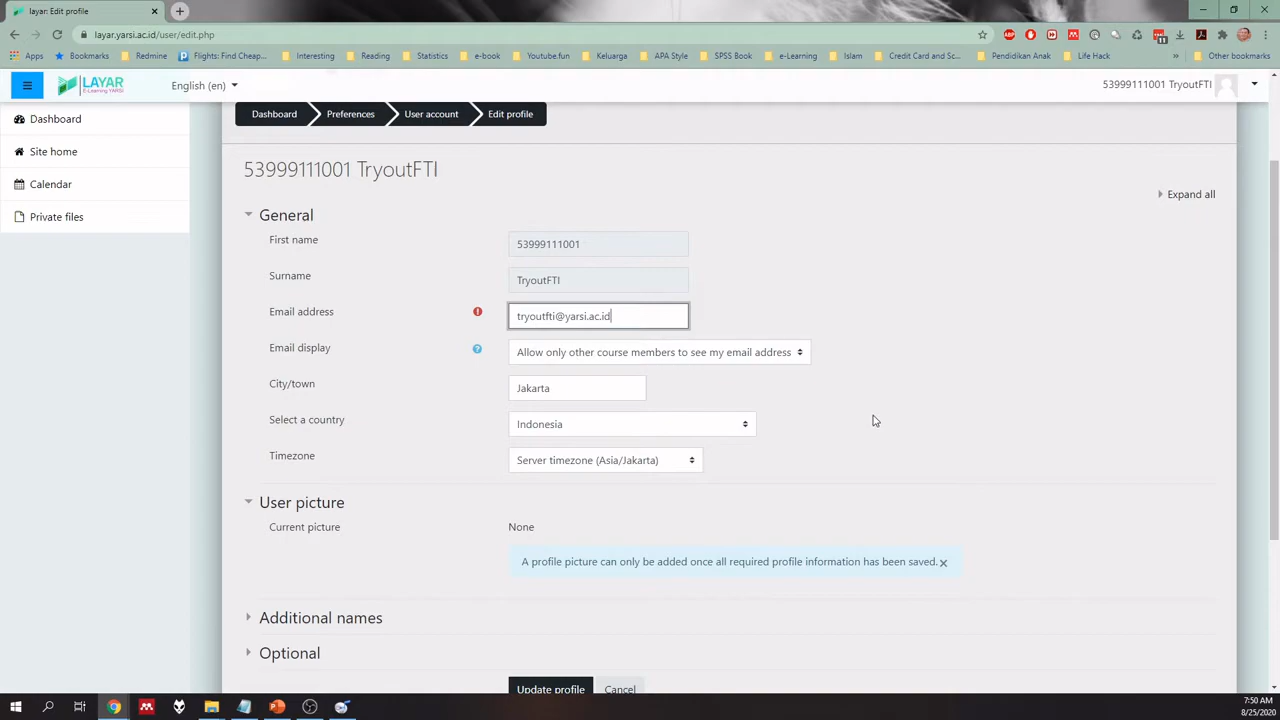 layar: Edit profile
layar.yarsi.ac.id/user/edit.php
Apps Bookmarks Redmine Flights: Find Cheap... Interesting Reading Statistics e-book Youtube.fun Keluarga APA Style SPSS Book e-Learning Islam Credit Card and Sc... Pendidikan Anak Life Hack Other bookmarks
LAYAR
E-Learning YARSI
English (en)
53999111001 TryoutFTI
Dashboard
Site home
Calendar
Private files
Dashboard Preferences User account Edit profile
53999111001 TryoutFTI
Expand all
General
First name 53999111001
Surname TryoutFTI
Email address tryoutfti@yarsi.ac.id
Email display Allow only other course members to see my email address
City/town Jakarta
Select a country Indonesia
Timezone Server timezone (Asia/Jakarta)
User picture
Current picture None
A profile picture can only be added once all required profile information has been saved.
Additional names
Optional
Update profile Cancel
7:50 AM
8/25/2020